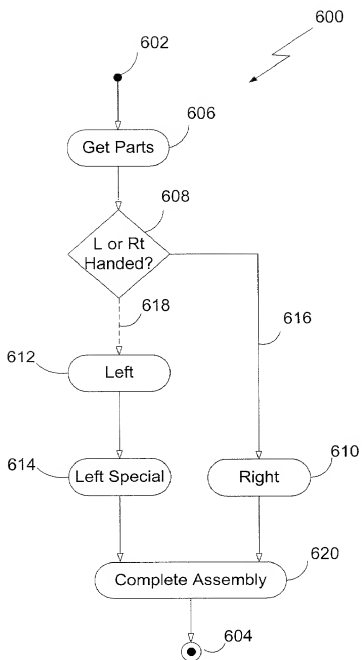 600
602
606
Get Parts
608
L or Rt
Handed?
618
616
612
Left
614
Left Special
610
Right
620
Complete Assembly
604